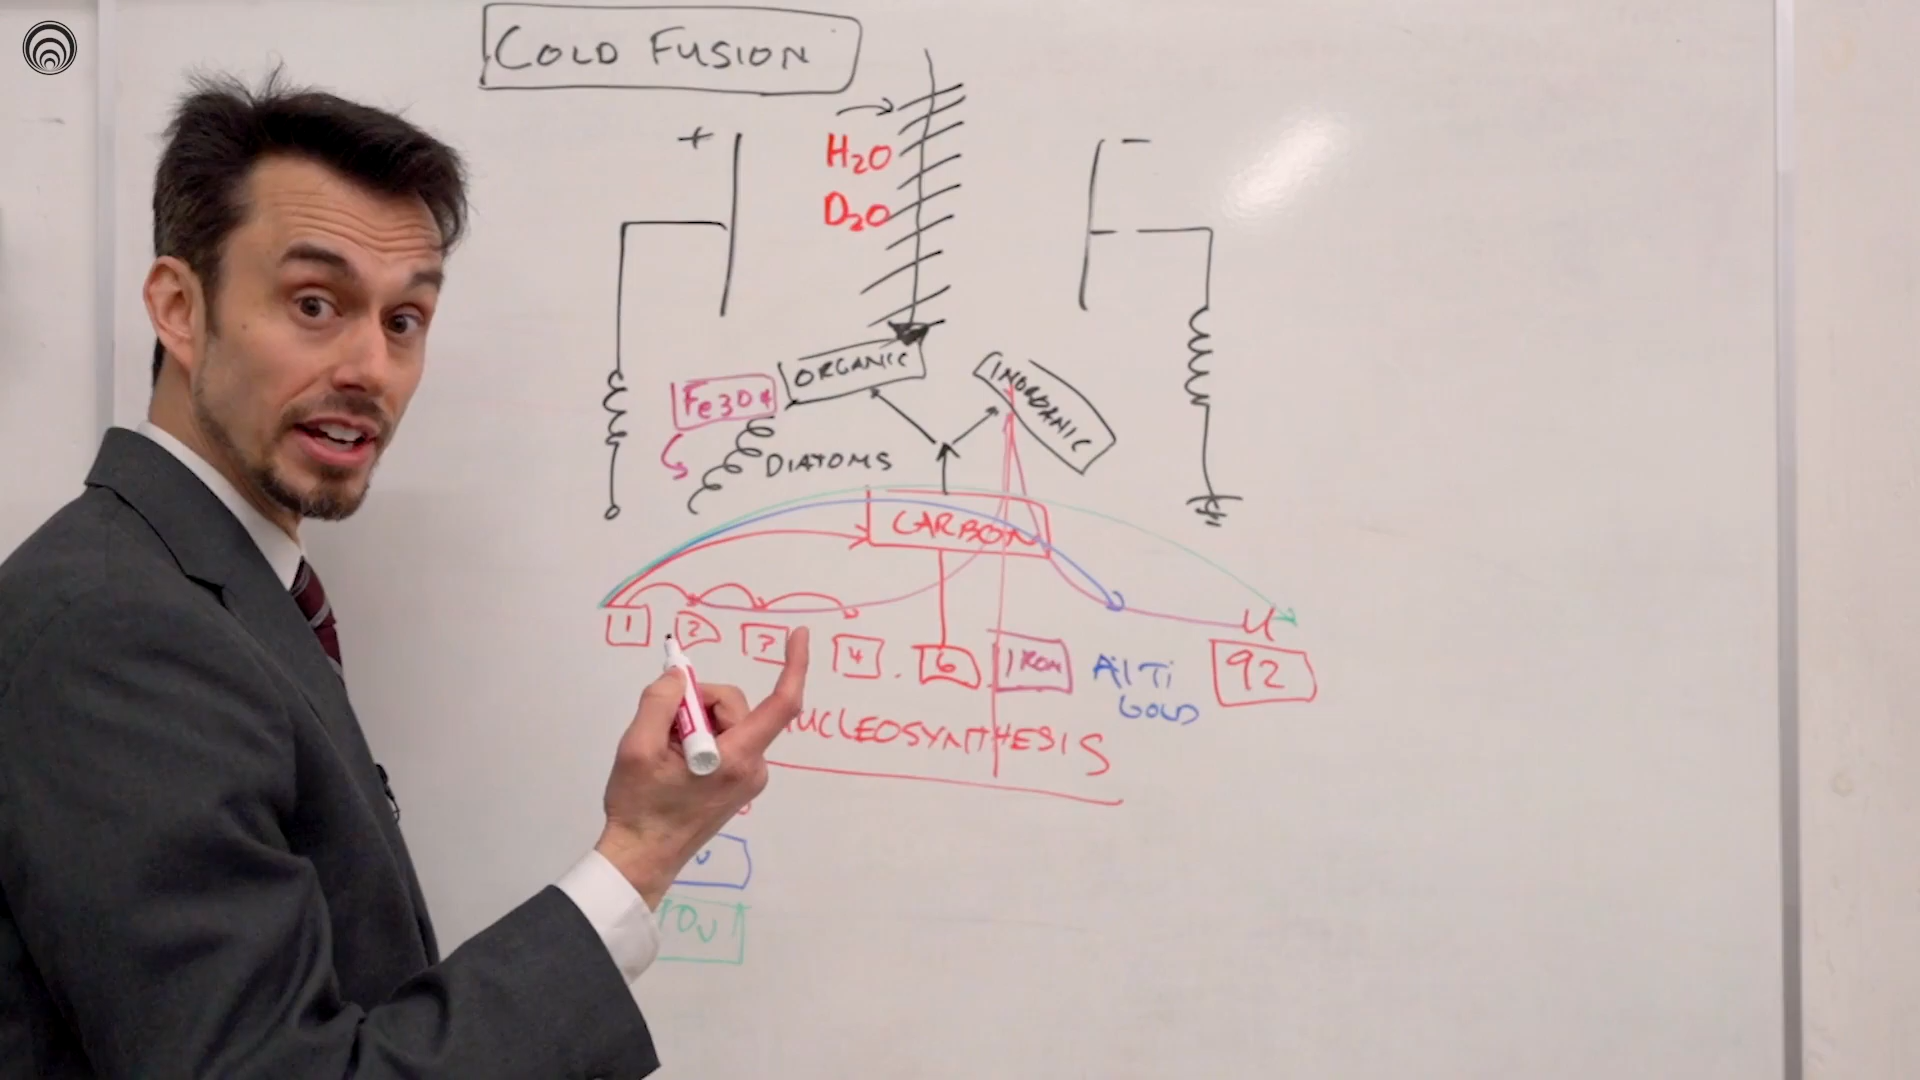 COLD FUSION
+
-
H2O
D2O
ORGANIC
INORGANIC
Fe3O4
DIATOMS
CARBON
1
2
3
4
.
6
.
IRON
Al Ti
GOLD
U
92
NUCLEOSYNTHESIS
V
10V